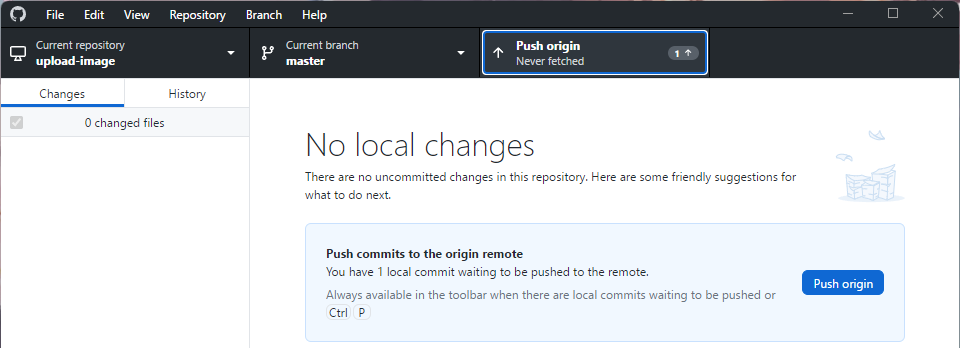 File Edit View Repository Branch Help
Current repository
upload-image
Current branch
master
Push origin
Never fetched
1
Changes History
0 changed files
No local changes
There are no uncommitted changes in this repository. Here are some friendly suggestions for
what to do next.
Push commits to the origin remote
You have 1 local commit waiting to be pushed to the remote.
Always available in the toolbar when there are local commits waiting to be pushed or
Ctrl P
Push origin